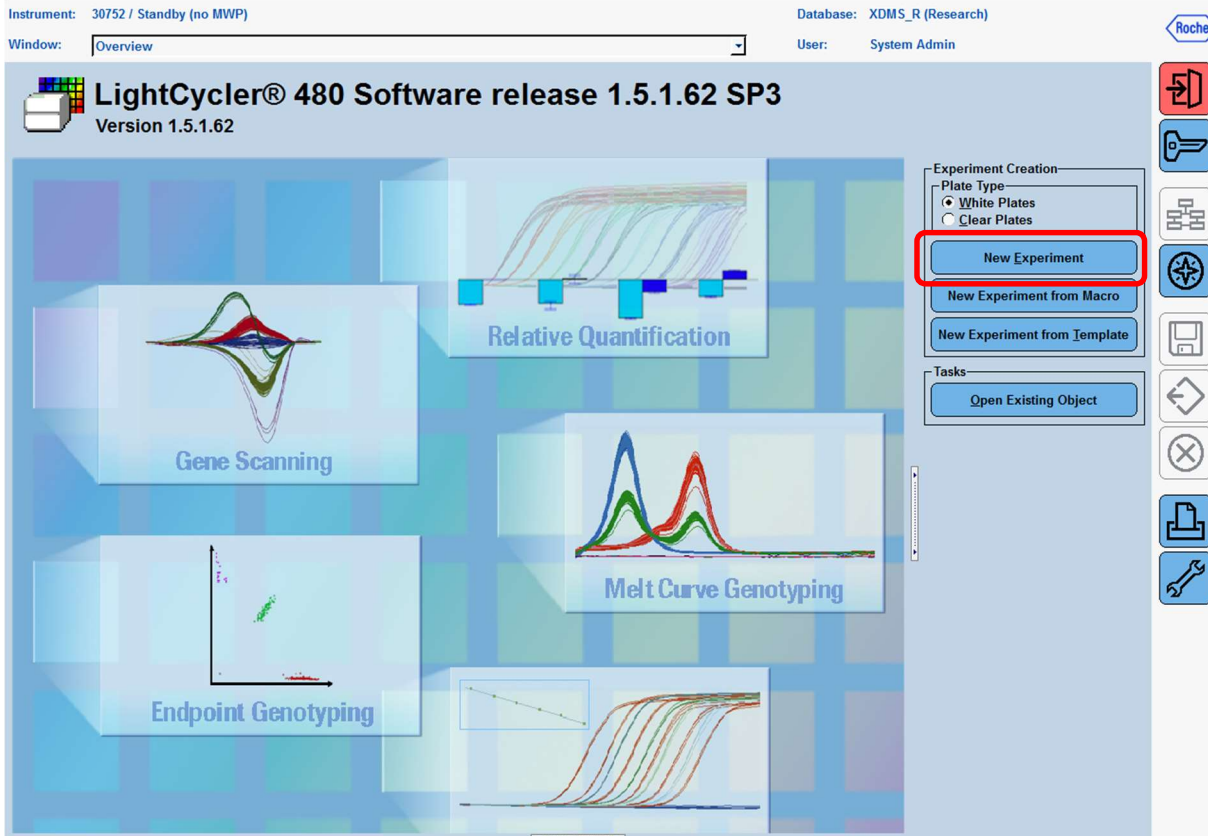 Instrument: 30752 / Standby (no MWP)
Database: XDMS_R (Research)
Window: Overview
User: System Admin
Roche
LightCycler® 480 Software release 1.5.1.62 SP3
Version 1.5.1.62
Experiment Creation
Plate Type
White Plates
Clear Plates
New Experiment
New Experiment from Macro
New Experiment from Template
Tasks
Open Existing Object
Relative Quantification
Gene Scanning
Melt Curve Genotyping
Endpoint Genotyping